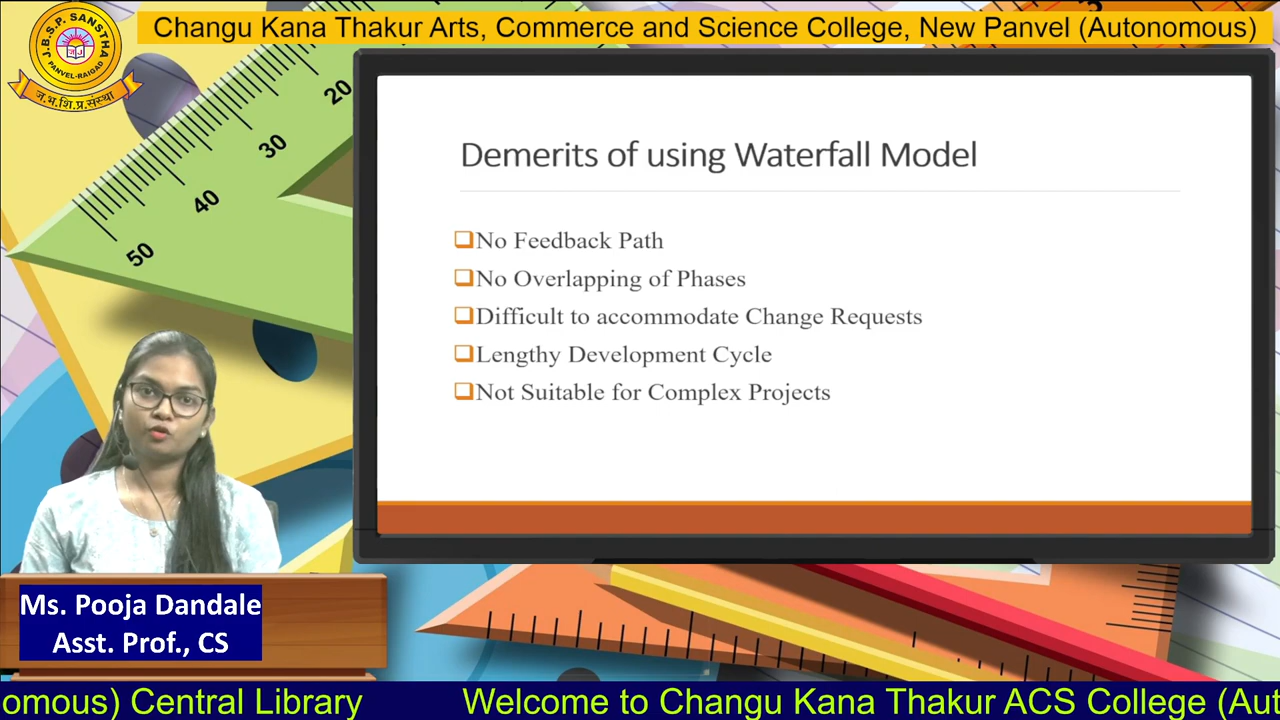 Changu Kana Thakur Arts, Commerce and Science College, New Panvel (Autonomous)
J.B.S.P. SANSTHA
PANVEL-RAIGAD
ज.भ.शि.प्र.संस्था
20
30
40
50
Demerits of using Waterfall Model
No Feedback Path
No Overlapping of Phases
Difficult to accommodate Change Requests
Lengthy Development Cycle
Not Suitable for Complex Projects
Ms. Pooja Dandale
Asst. Prof., CS
omous) Central Library Welcome to Changu Kana Thakur ACS College (Aut